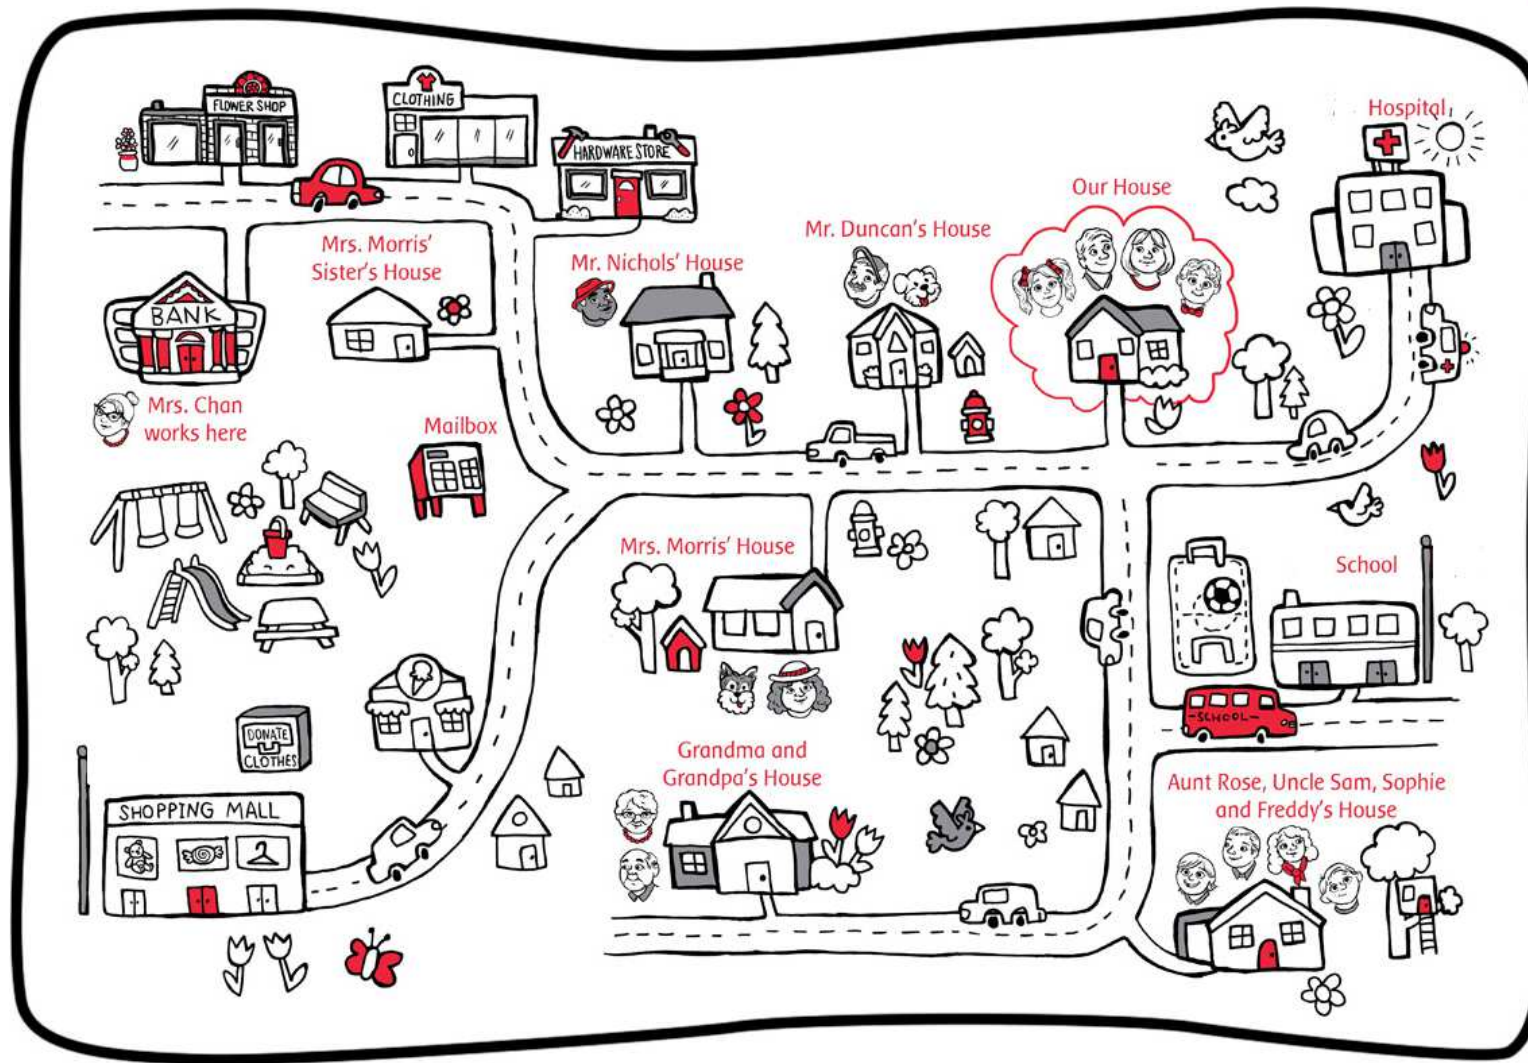 FLOWER SHOP
CLOTHING
HARDWARE STORE
Hospital
Our House
Mr. Duncan's House
Mrs. Morris'
Sister's House
Mr. Nichols' House
BANK
Mrs. Chan
works here
Mailbox
Mrs. Morris' House
School
-SCHOOL-
DONATE
CLOTHES
Grandma and
Grandpa's House
Aunt Rose, Uncle Sam, Sophie
and Freddy's House
SHOPPING MALL